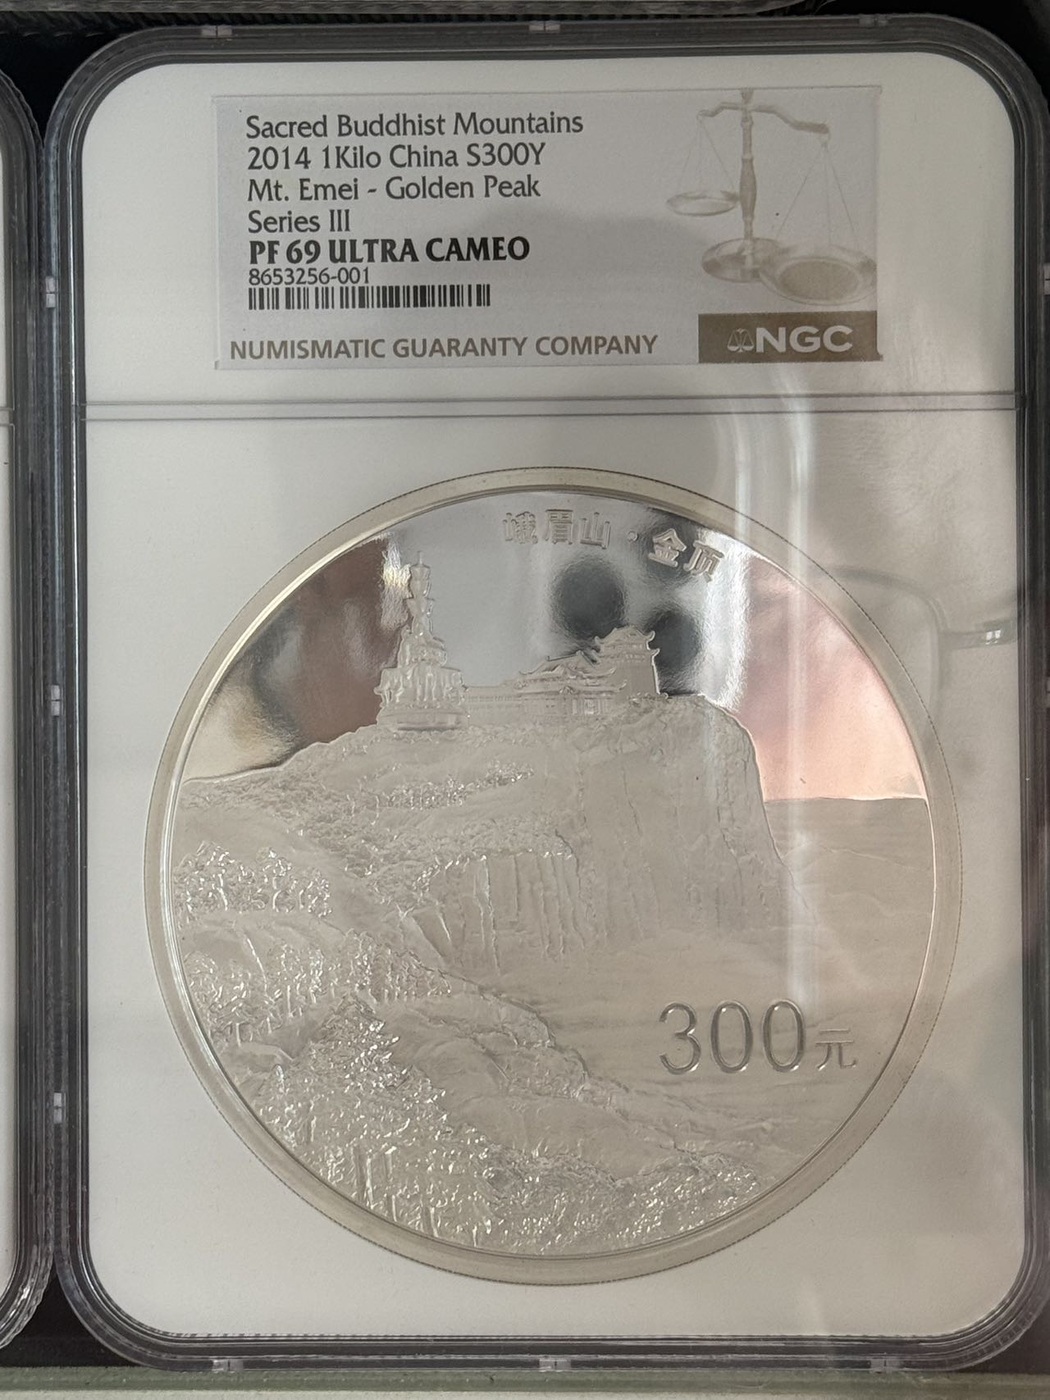 Sacred Buddhist Mountains
2014 1Kilo China S300Y
Mt. Emei - Golden Peak
Series III
PF 69 ULTRA CAMEO
8653256-001
NUMISMATIC GUARANTY COMPANY
NGC
峨眉山·金顶
300元